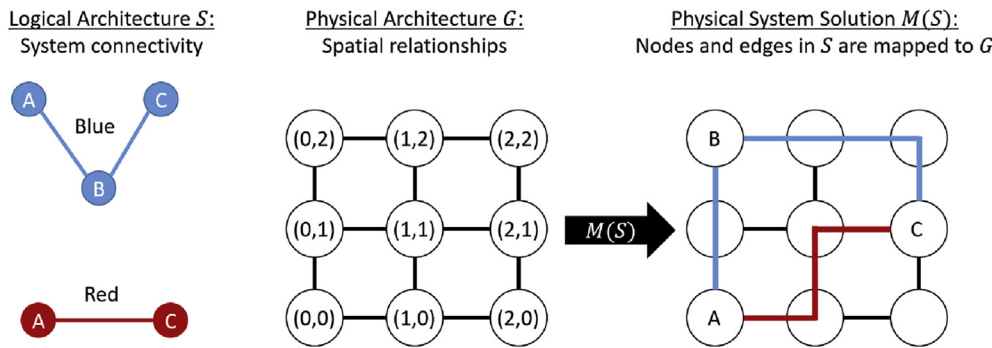 Logical Architecture S:
System connectivity
A
C
Blue
B
Red
A
C
Physical Architecture G:
Spatial relationships
(0,2)
(1,2)
(2,2)
(0,1)
(1,1)
(2,1)
(0,0)
(1,0)
(2,0)
M(S)
Physical System Solution M(S):
Nodes and edges in S are mapped to G
B
C
A